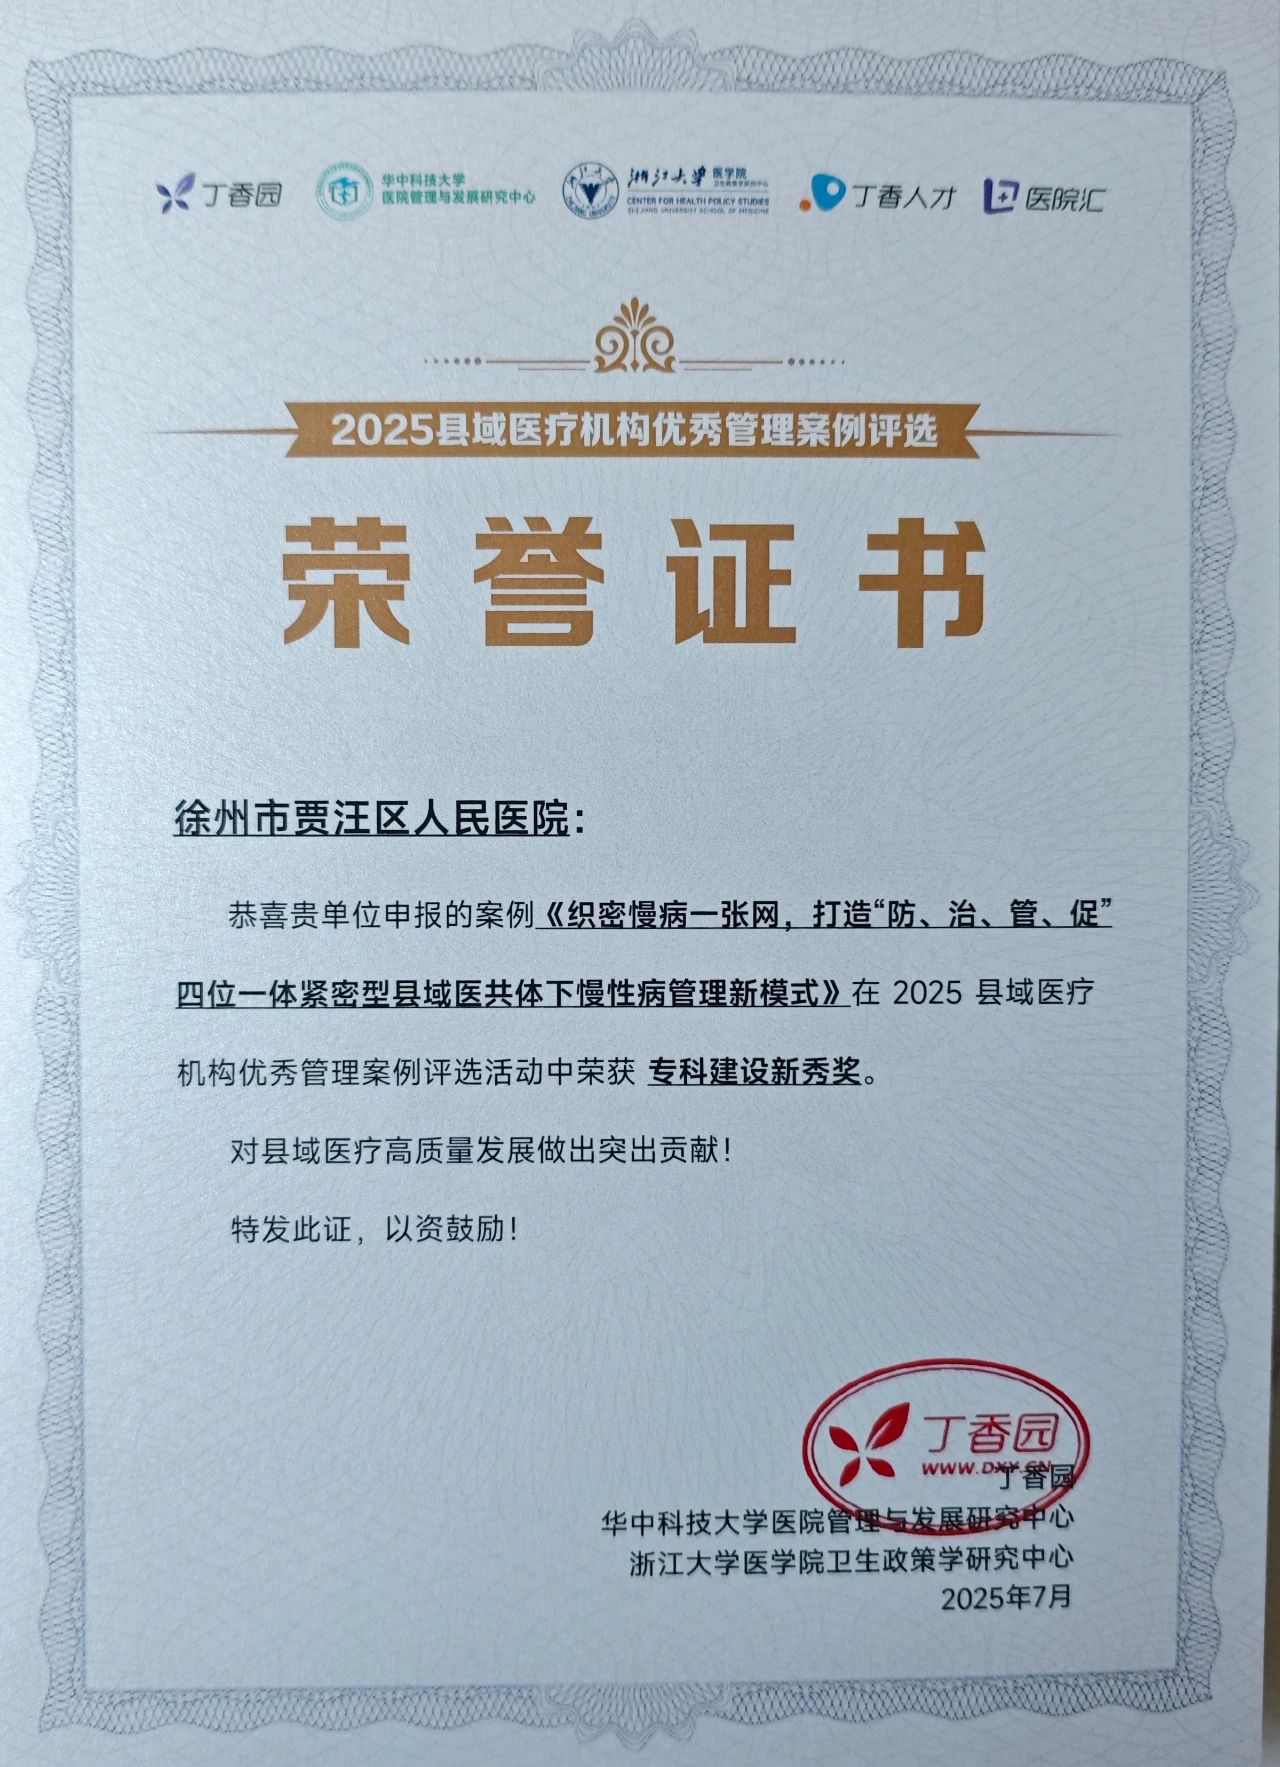 丁香园
华中科技大学
医院管理与发展研究中心
浙江大学 医学院
卫生政策学研究中心
CENTER FOR HEALTH POLICY STUDIES
ZHEJIANG UNIVERSITY SCHOOL OF MEDICINE
丁香人才
医院汇
2025县域医疗机构优秀管理案例评选
荣誉证书
徐州市贾汪区人民医院：
恭喜贵单位申报的案例《织密慢病一张网，打造“防、治、管、促”
四位一体紧密型县域医共体下慢性病管理新模式》在 2025 县域医疗
机构优秀管理案例评选活动中荣获 专科建设新秀奖。
对县域医疗高质量发展做出突出贡献！
特发此证，以资鼓励！
丁香园
WWW.DXY.CN
丁香园
华中科技大学医院管理与发展研究中心
浙江大学医学院卫生政策学研究中心
2025年7月